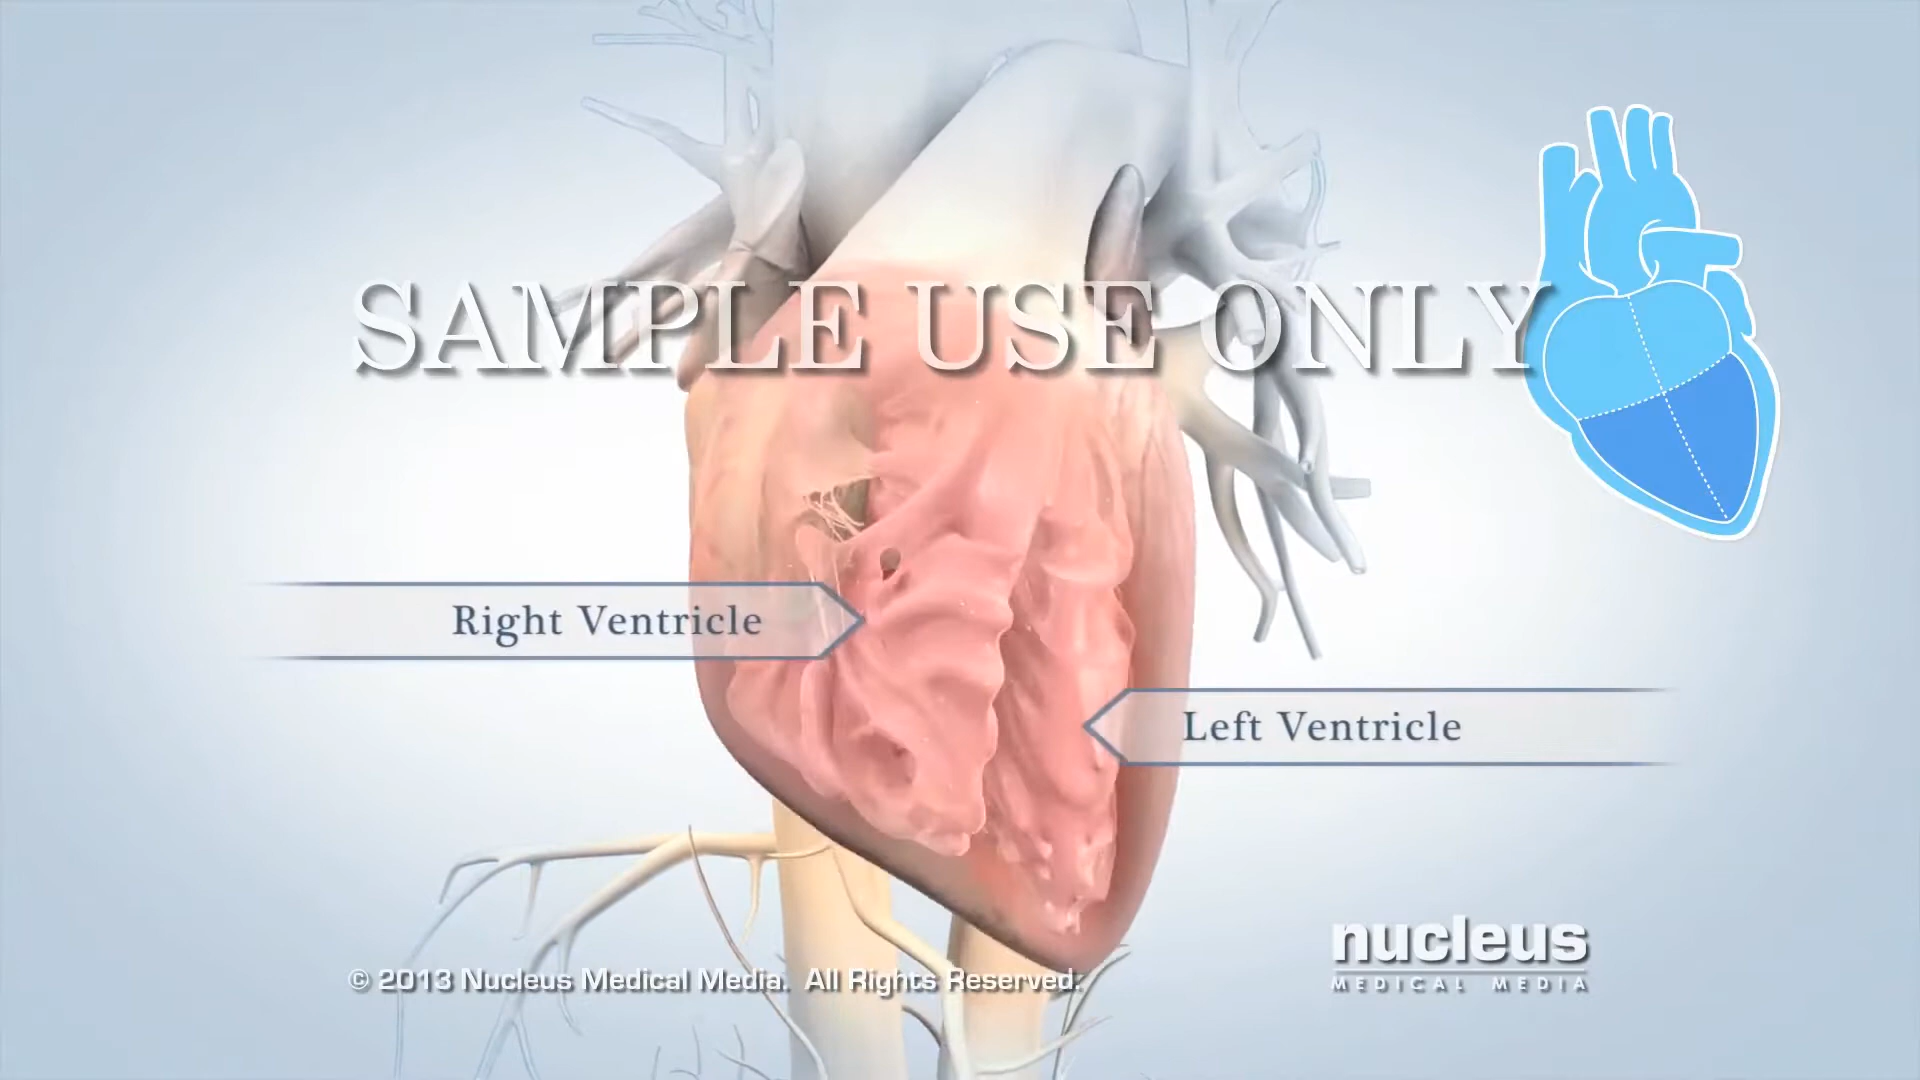 SAMPLE USE ONLY
Right Ventricle
Left Ventricle
nucleus
MEDICAL MEDIA
© 2013 Nucleus Medical Media. All Rights Reserved.